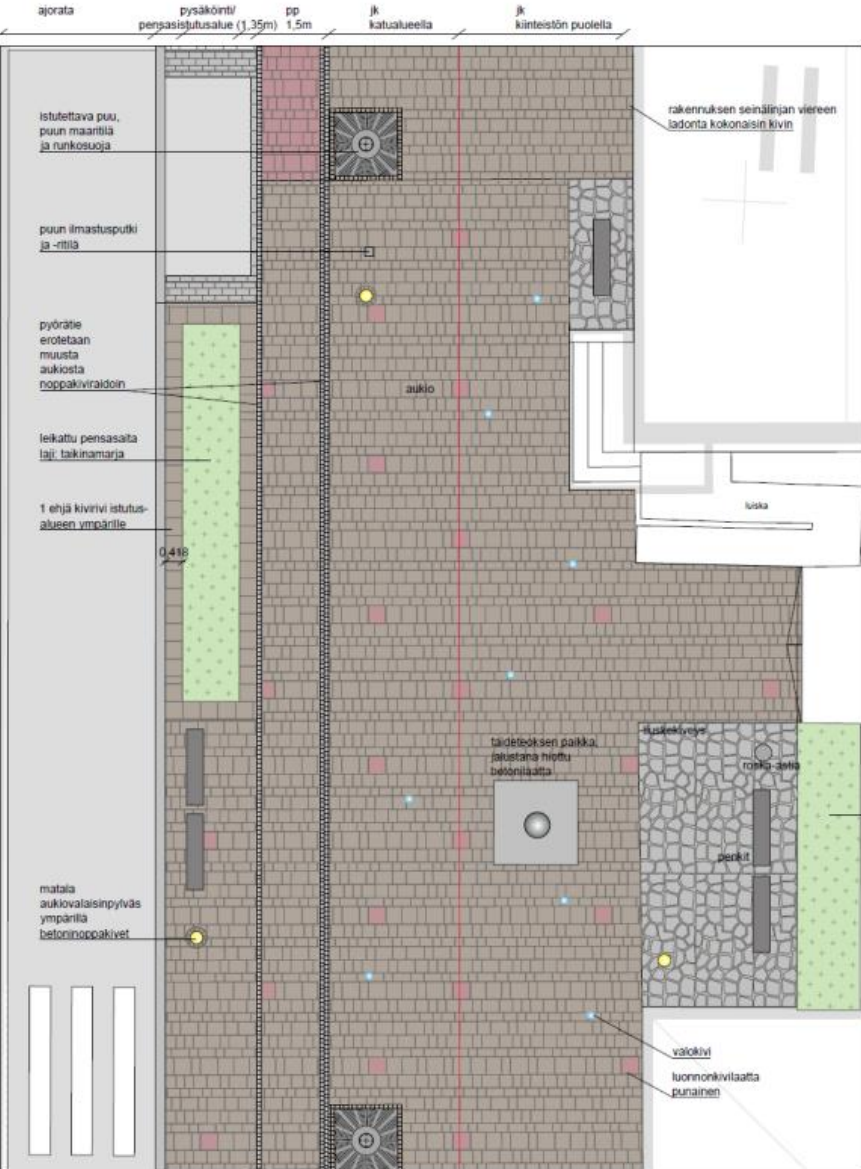 ajorata
pysäköinti/
pensasistutusalue (1,35m)
pp
1,5m
jk
katualueella
jk
kiinteistön puolella
istutettava puu,
puun maaritilä
ja runkosuoja
rakennuksen seinälinjan viereen
ladonta kokonaisin kivin
puun ilmastusputki
ja -ritilä
pyörätie
erotetaan
muusta
aukiosta
noppakiviraidoin
aukio
leikattu pensasaita
laji: taikinamarja
1 ehjä kivirivi istutus-
alueen ympärille
0,418
luiska
taideteoksen paikka,
jalustana hiottu
betonilaatta
liuskekiveys
roska-astia
penkit
matala
aukiovalaisinpylväs
ympärillä
betoninoppakivet
valokivi
luonnonkivilaatta
punainen